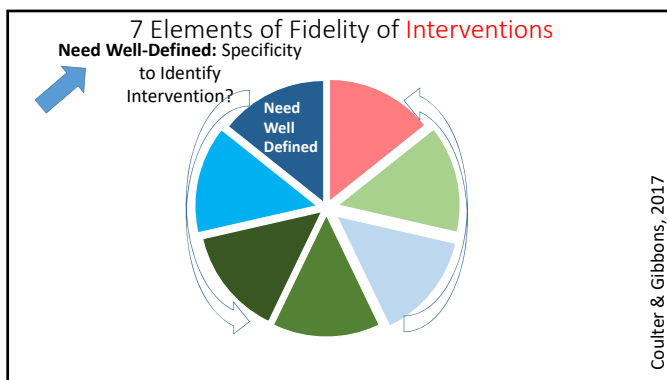 7 Elements of Fidelity of Interventions
Need Well-Defined: Specificity
to Identify
Intervention?
Need
Well
Defined
Coulter & Gibbons, 2017